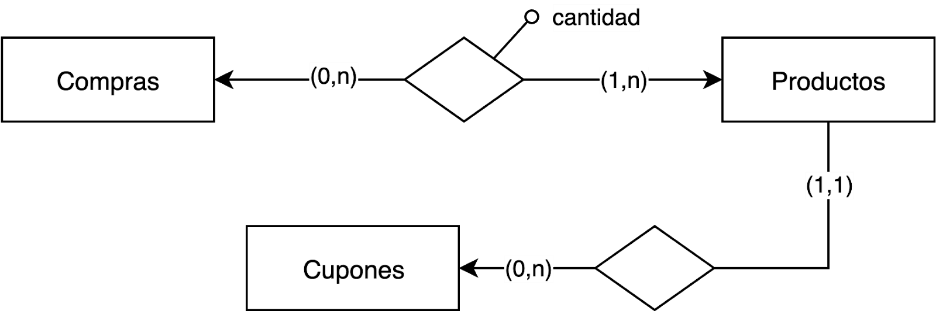 cantidad
Compras
(0,n)
(1,n)
Productos
(1,1)
Cupones
(0,n)